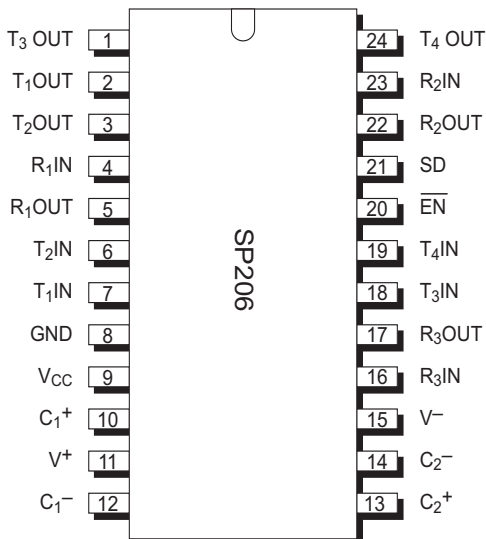 T3 OUT 1 24 T4 OUT
T1OUT 2 23 R2IN
T2OUT 3 22 R2OUT
R1IN 4 21 SD
R1OUT 5 20 E̅N̅
T2IN 6 19 T4IN
T1IN 7 18 T3IN
GND 8 17 R3OUT
VCC 9 16 R3IN
C1+ 10 15 V–
V+ 11 14 C2–
C1– 12 13 C2+
SP206